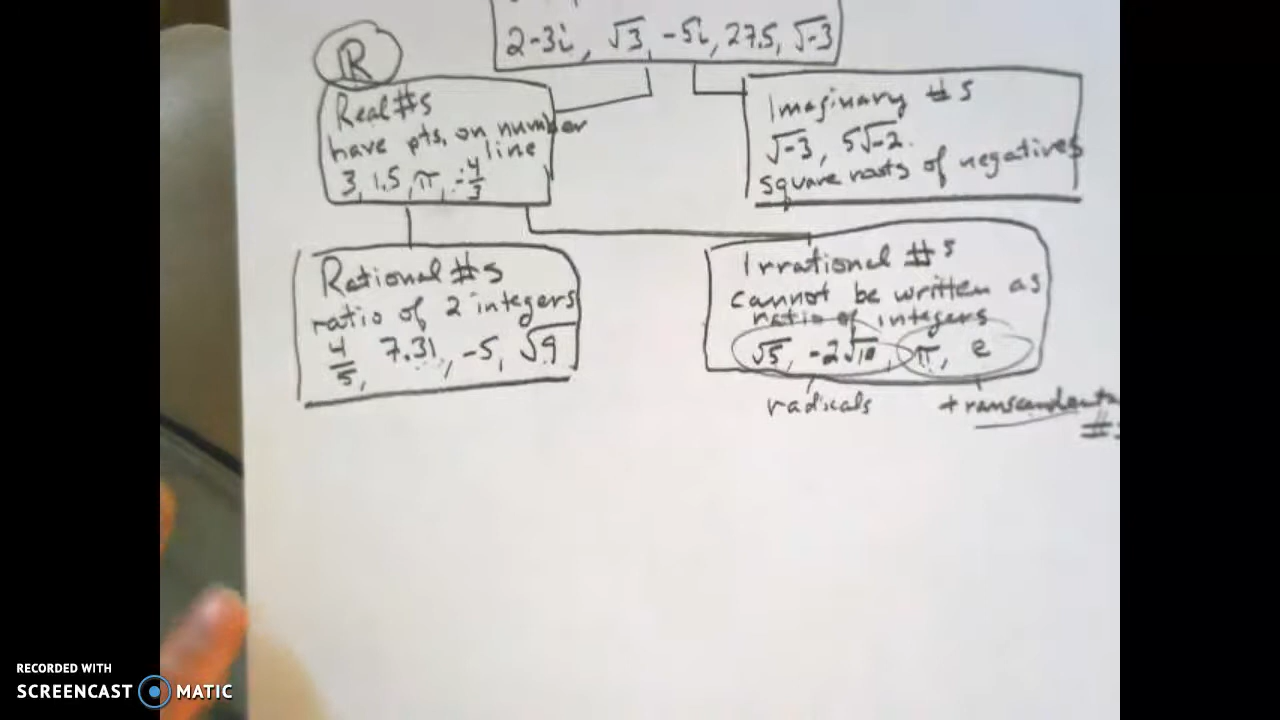 2-3i, √3, -5i, 27.5, √-3
ℝ
Real #s
have pts. on number
line
3, 1.5, π, -4/3
Imaginary #s
√-3, 5√-2.
square roots of negatives
Rational #s
ratio of 2 integers
4/5, 7.31, -5, √9
Irrational #s
cannot be written as
ratio of integers
√5, -2√10, π, e
radicals
RECORDED WITH
SCREENCAST MATIC